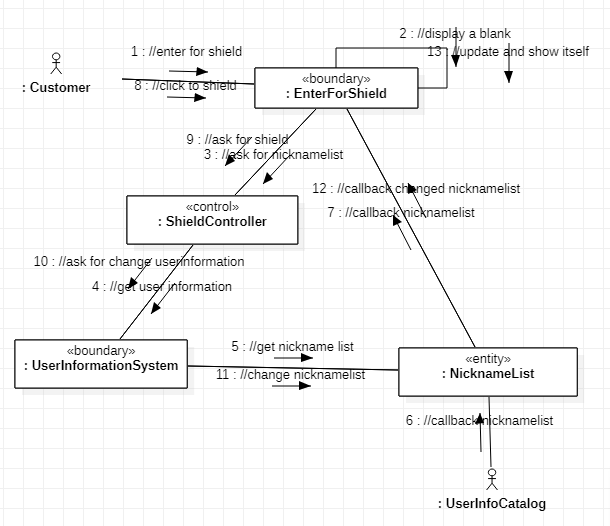 2 : //display a blank
1 : //enter for shield
13 : //update and show itself
«boundary»
: EnterForShield
: Customer
8 : //click to shield
9 : //ask for shield
3 : //ask for nicknamelist
12 : //callback changed nicknamelist
«control»
: ShieldController
7 : //callback nicknamelist
10 : //ask for change userinformation
4 : //get user information
«boundary»
: UserInformationSystem
5 : //get nickname list
«entity»
: NicknameList
11 : //change nicknamelist
6 : //callback nicknamelist
: UserInfoCatalog